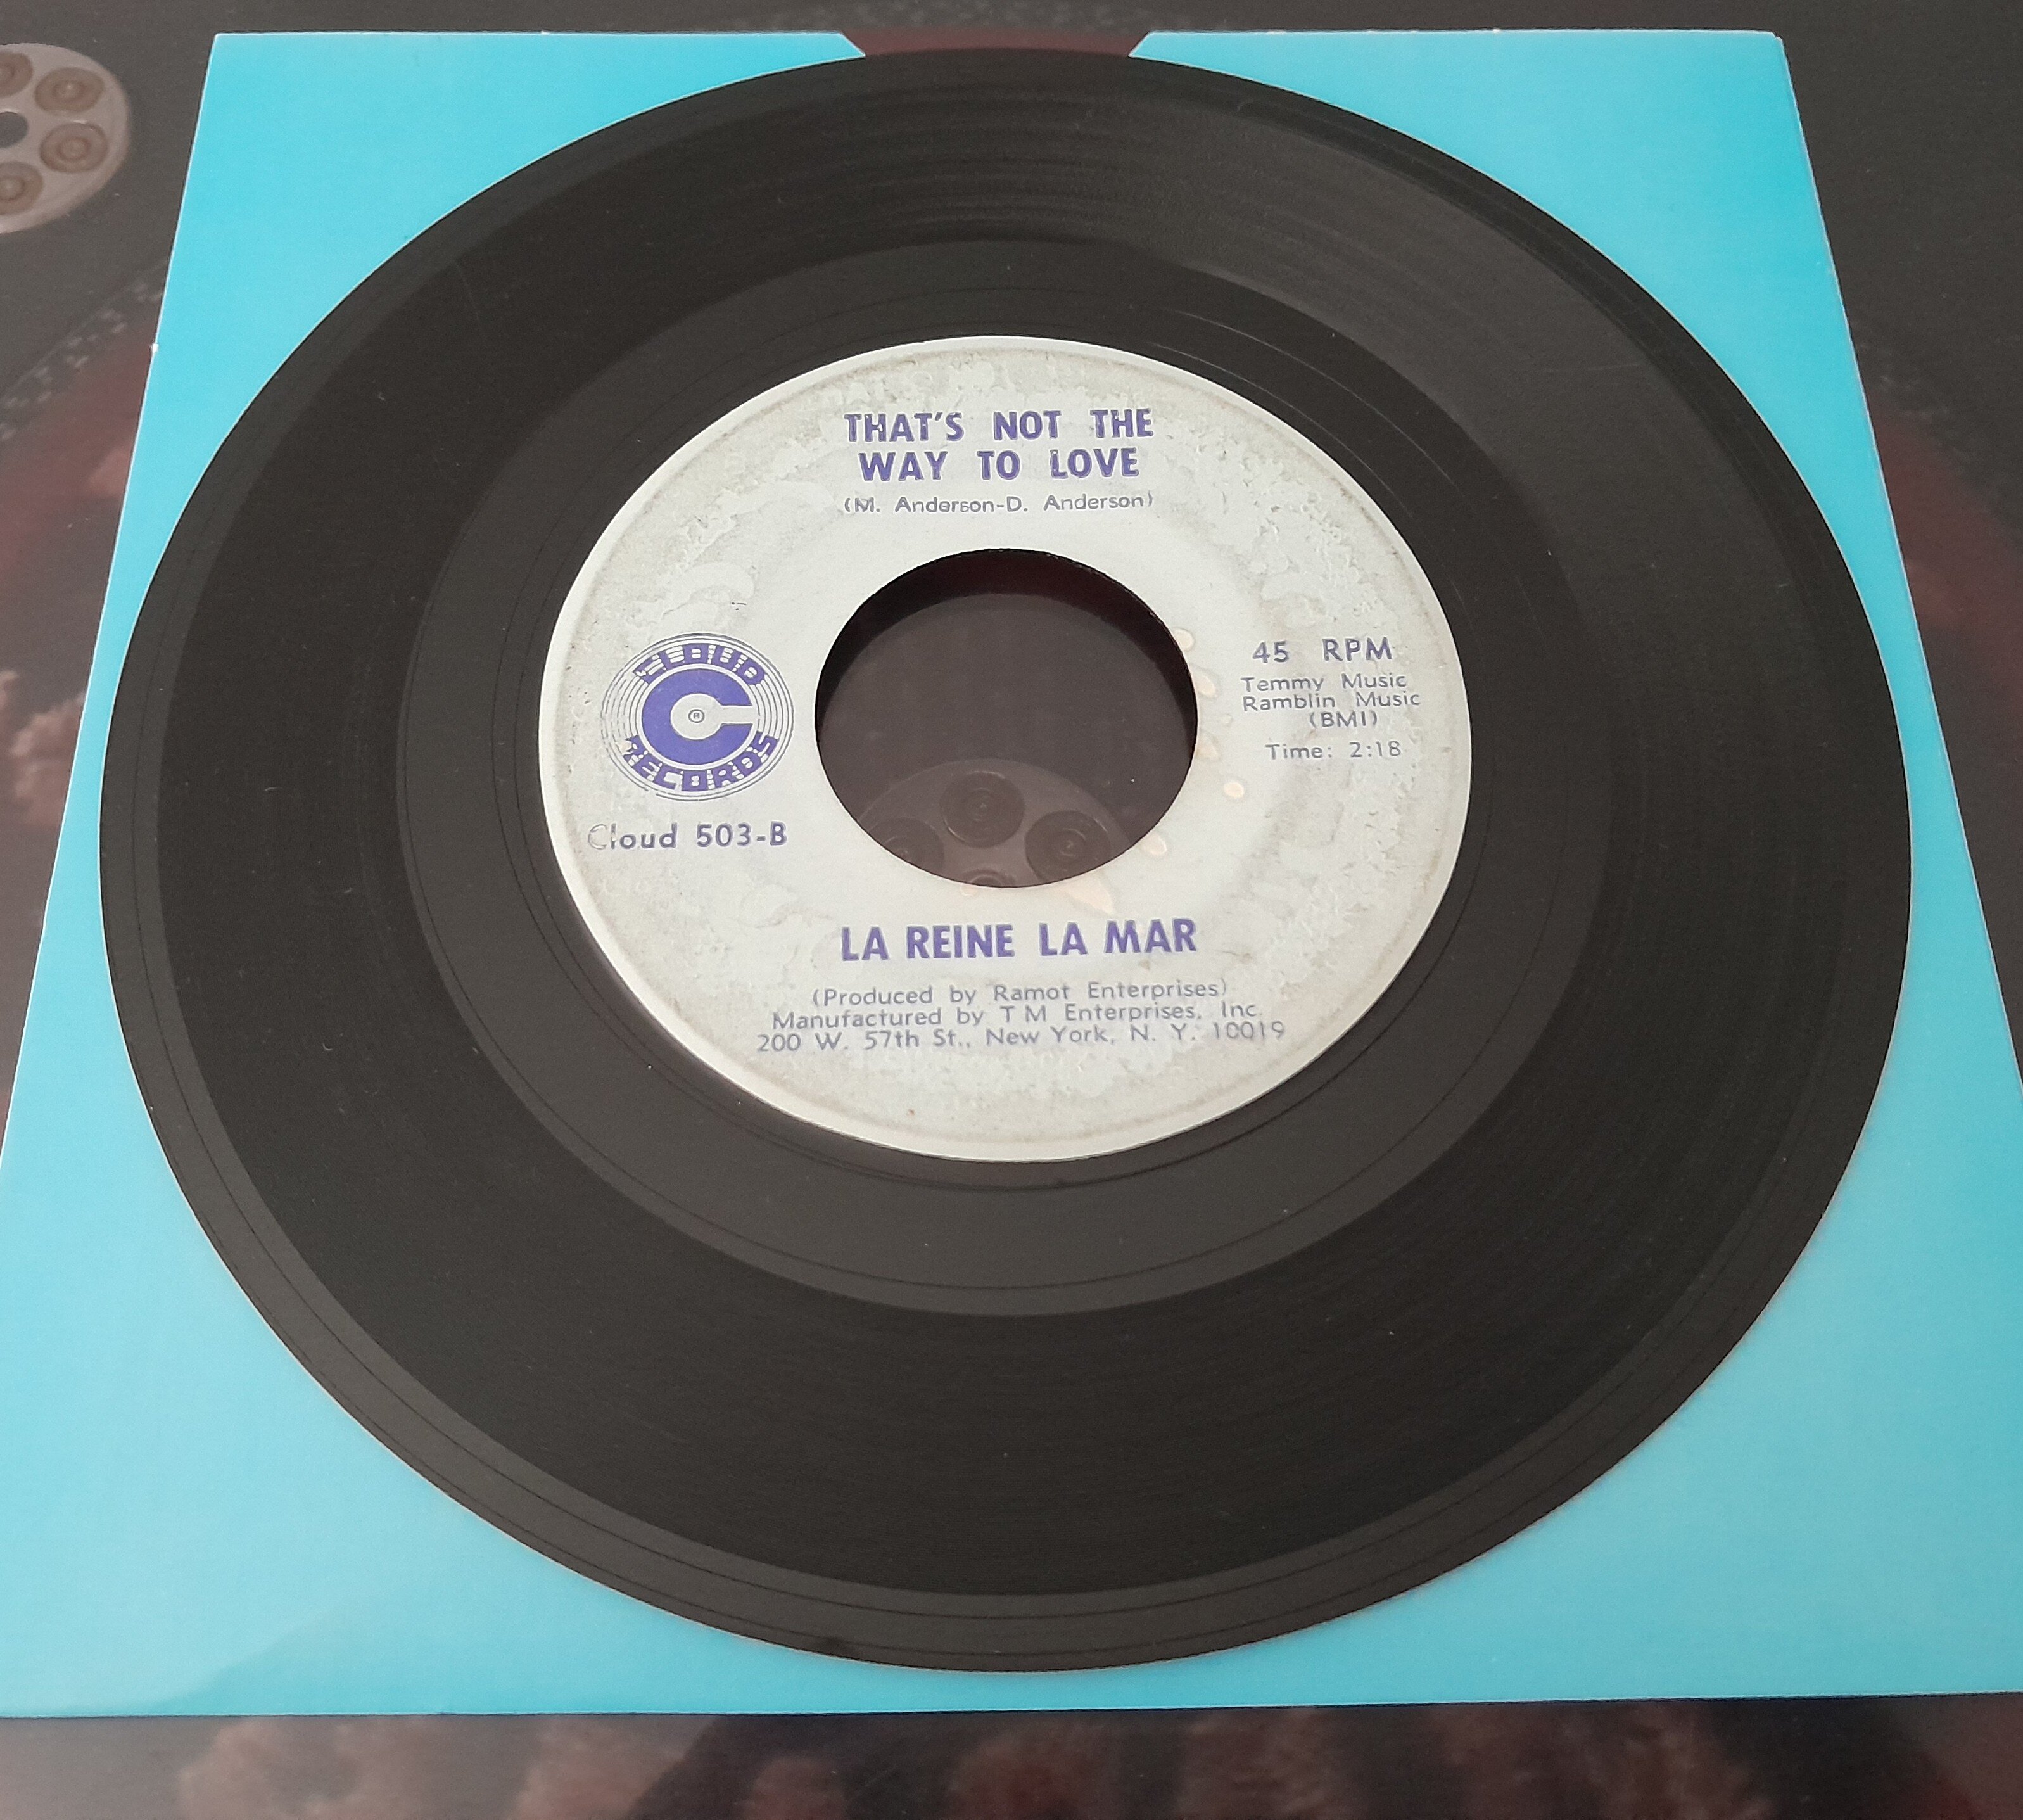 THAT'S NOT THE
WAY TO LOVE
(M. Anderson-D. Anderson)
CLOUD
C
®
RECORDS
Cloud 503-B
45 RPM
Temmy Music
Ramblin Music
(BMI)
Time: 2:18
LA REINE LA MAR
(Produced by Ramot Enterprises)
Manufactured by T M Enterprises, Inc.
200 W. 57th St., New York, N. Y. 10019